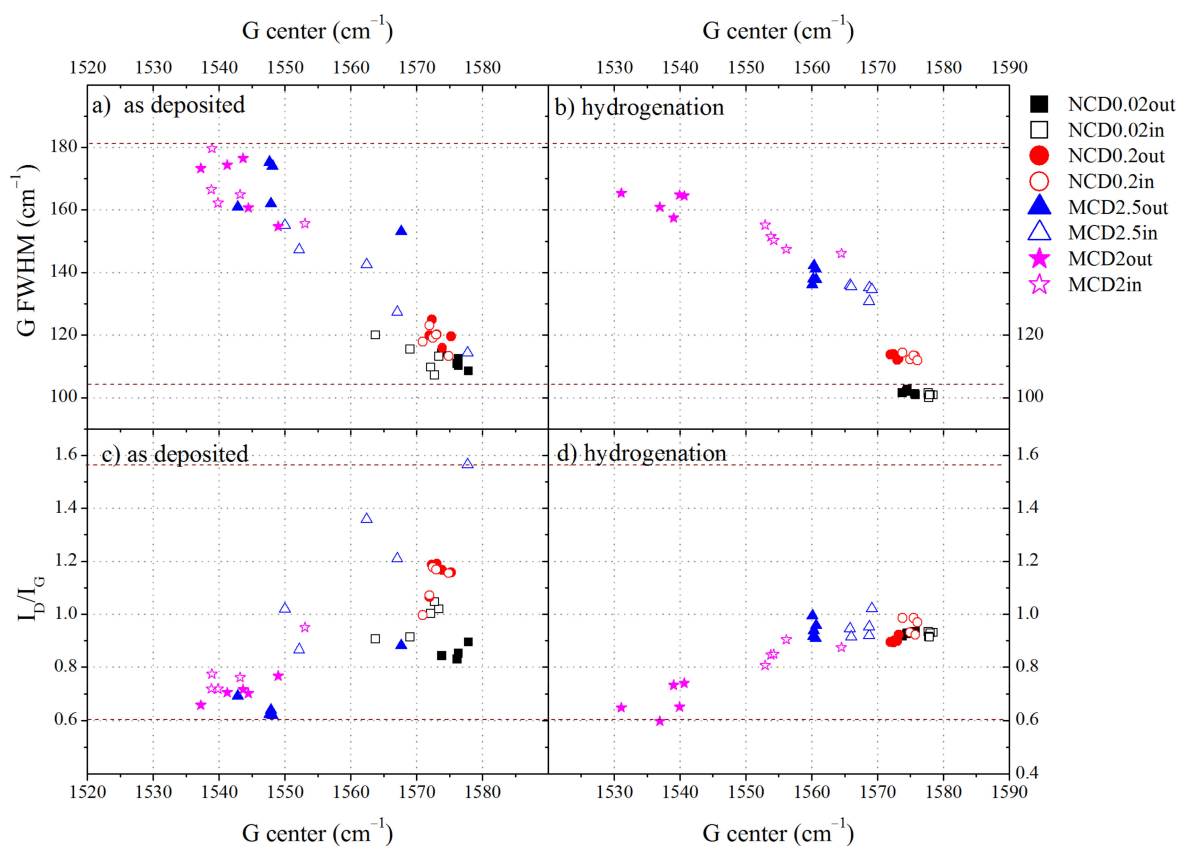 G center (cm⁻¹) G center (cm⁻¹)
1520 1530 1540 1550 1560 1570 1580 1530 1540 1550 1560 1570 1580 1590
a) as deposited
b) hydrogenation
NCD0.02out
NCD0.02in
NCD0.2out
NCD0.2in
MCD2.5out
MCD2.5in
MCD2out
MCD2in
G FWHM (cm⁻¹)
180
160
140
120 120
100 100
c) as deposited
d) hydrogenation
I_D/I_G
1.6 1.6
1.4 1.4
1.2 1.2
1.0 1.0
0.8 0.8
0.6 0.6
0.4
1520 1530 1540 1550 1560 1570 1580 1530 1540 1550 1560 1570 1580 1590
G center (cm⁻¹) G center (cm⁻¹)